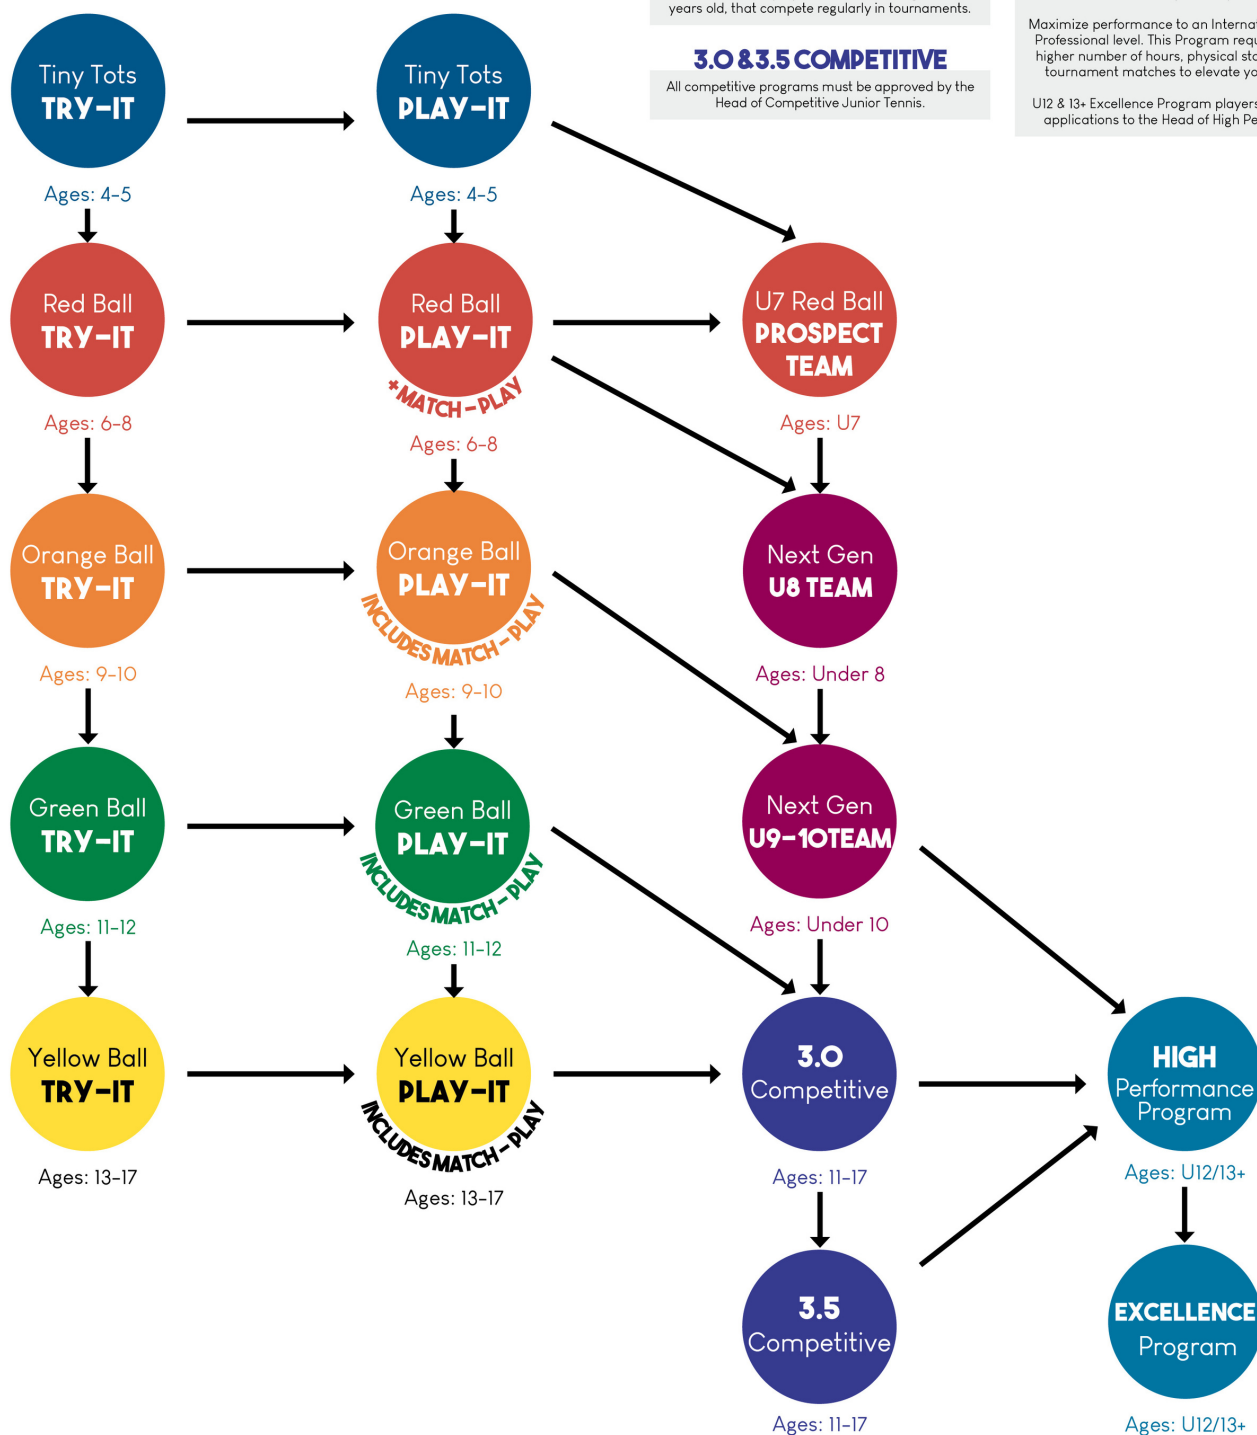 years old, that compete regularly in tournaments.
3.0 & 3.5 COMPETITIVE
All competitive programs must be approved by the
Head of Competitive Junior Tennis.
Maximize performance to an
Professional level. This Program
higher number of hours, physical
tournament matches to elevate
U12 & 13+ Excellence Program players
applications to the Head of High
Tiny Tots
TRY-IT
Ages: 4-5
Tiny Tots
PLAY-IT
Ages: 4-5
Red Ball
TRY-IT
Ages: 6-8
Red Ball
PLAY-IT
+MATCH-PLAY
Ages: 6-8
U7 Red Ball
PROSPECT
TEAM
Ages: U7
Orange Ball
TRY-IT
Ages: 9-10
Orange Ball
PLAY-IT
INCLUDES MATCH-PLAY
Ages: 9-10
Next Gen
U8 TEAM
Ages: Under 8
Green Ball
TRY-IT
Ages: 11-12
Green Ball
PLAY-IT
INCLUDES MATCH-PLAY
Ages: 11-12
Next Gen
U9-10TEAM
Ages: Under 10
Yellow Ball
TRY-IT
Ages: 13-17
Yellow Ball
PLAY-IT
INCLUDES MATCH-PLAY
Ages: 13-17
3.0
Competitive
Ages: 11-17
HIGH
Performance
Program
Ages: U12/13+
3.5
Competitive
Ages: 11-17
EXCELLENCE
Program
Ages: U12/13+